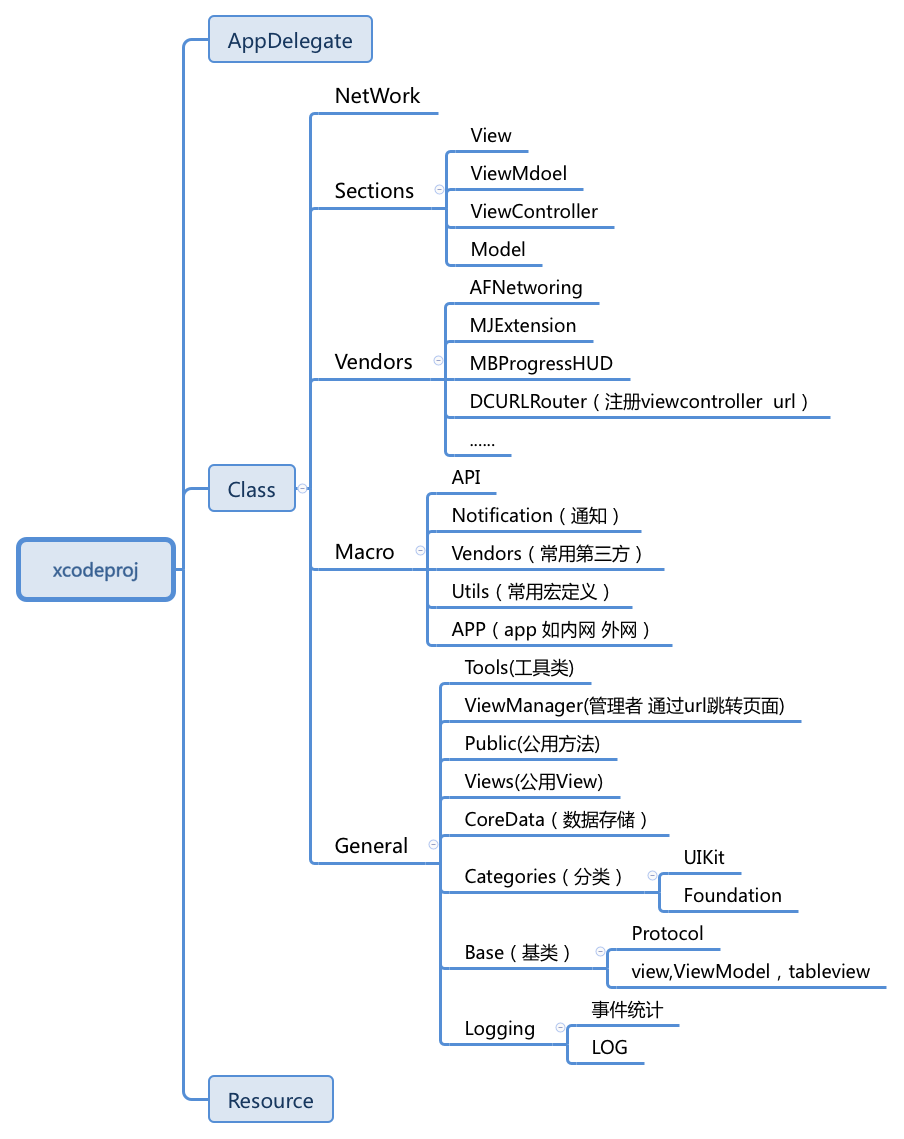 AppDelegate
NetWork
View
ViewMdoel
Sections
ViewController
Model
AFNetworing
MJExtension
Vendors
MBProgressHUD
DCURLRouter（注册viewcontroller  url）
......
API
Class
Notification（通知）
Macro
Vendors（常用第三方）
xcodeproj
Utils（常用宏定义）
APP（app 如内网 外网）
Tools(工具类)
ViewManager(管理者 通过url跳转页面)
Public(公用方法)
Views(公用View)
CoreData（数据存储）
General
UIKit
Categories（分类）
Foundation
Protocol
Base（基类）
view,ViewModel，tableview
事件统计
Logging
LOG
Resource